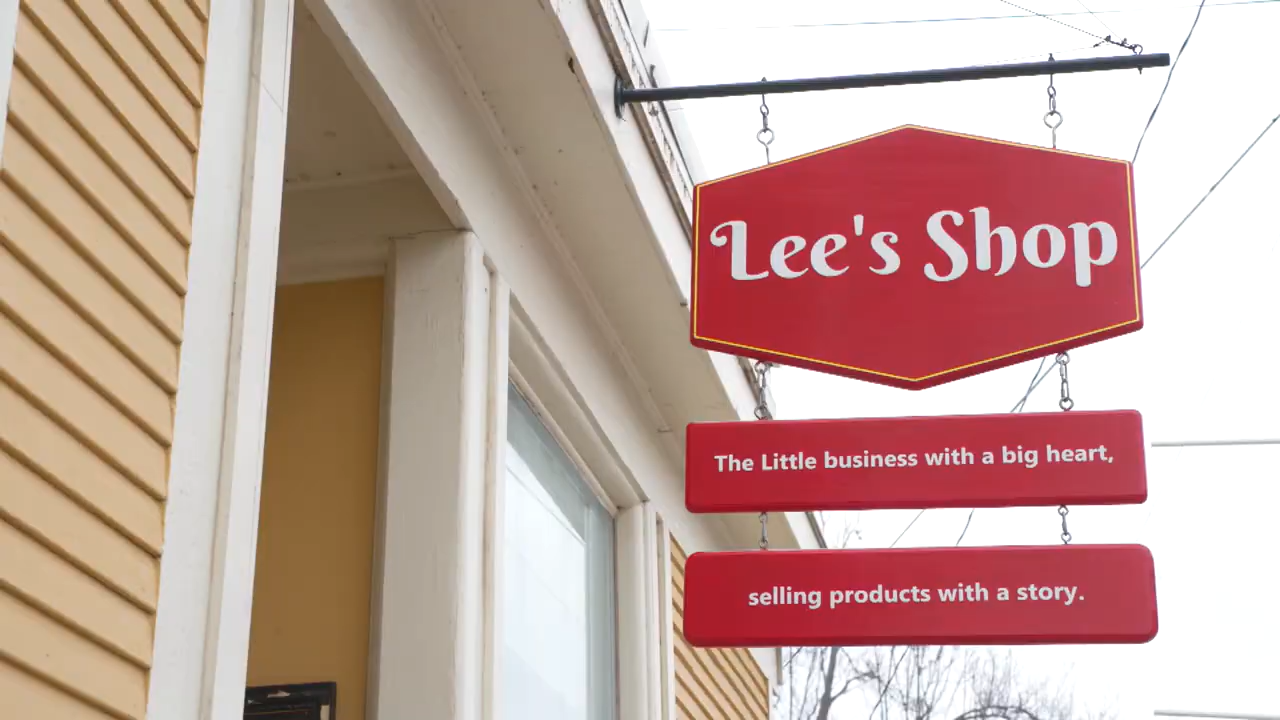 Lee's Shop
The Little business with a big heart,
selling products with a story.